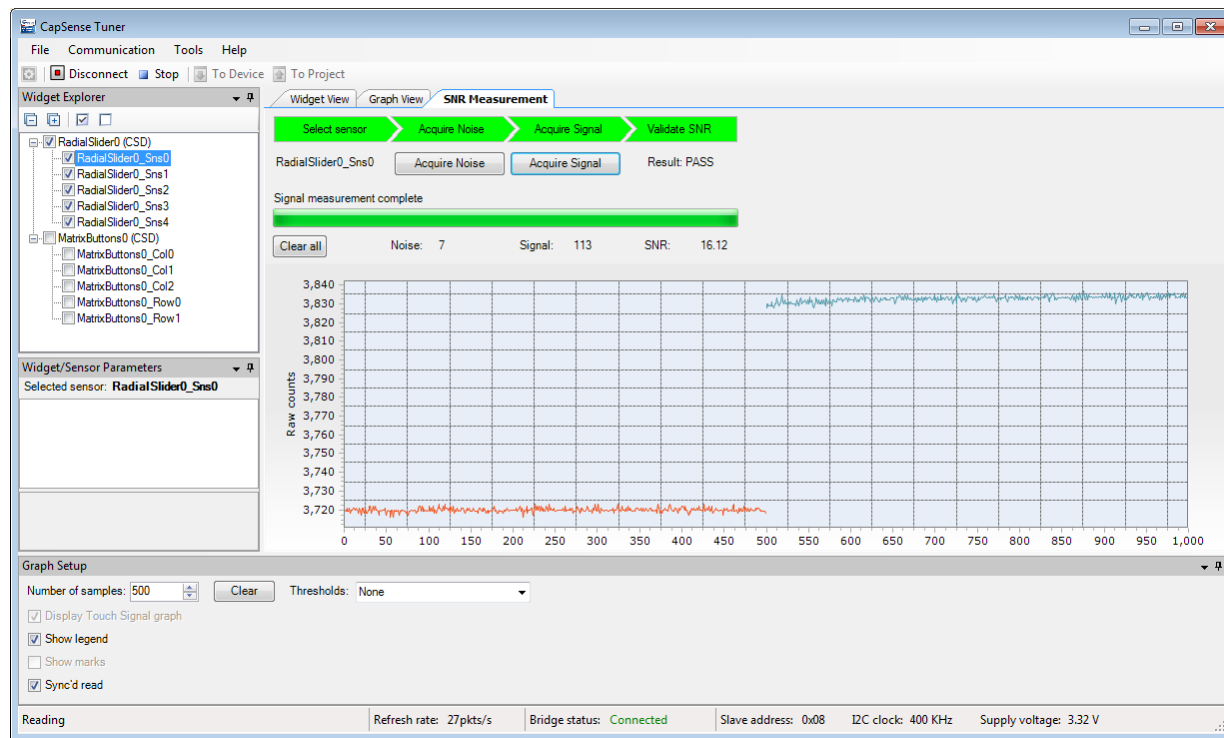 CapSense Tuner
File Communication Tools Help
Disconnect Stop To Device To Project
Widget Explorer
Widget View Graph View SNR Measurement
RadialSlider0 (CSD)
RadialSlider0_Sns0
RadialSlider0_Sns1
RadialSlider0_Sns2
RadialSlider0_Sns3
RadialSlider0_Sns4
MatrixButtons0 (CSD)
MatrixButtons0_Col0
MatrixButtons0_Col1
MatrixButtons0_Col2
MatrixButtons0_Row0
MatrixButtons0_Row1
Select sensor Acquire Noise Acquire Signal Validate SNR
RadialSlider0_Sns0 Acquire Noise Acquire Signal Result: PASS
Signal measurement complete
Clear all Noise: 7 Signal: 113 SNR: 16.12
Raw counts
3,840
3,830
3,820
3,810
3,800
3,790
3,780
3,770
3,760
3,750
3,740
3,730
3,720
0 50 100 150 200 250 300 350 400 450 500 550 600 650 700 750 800 850 900 950 1,000
Widget/Sensor Parameters
Selected sensor: RadialSlider0_Sns0
Graph Setup
Number of samples: 500 Clear Thresholds: None
Display Touch Signal graph
Show legend
Show marks
Sync'd read
Reading Refresh rate: 27pkts/s Bridge status: Connected Slave address: 0x08 I2C clock: 400 KHz Supply voltage: 3.32 V